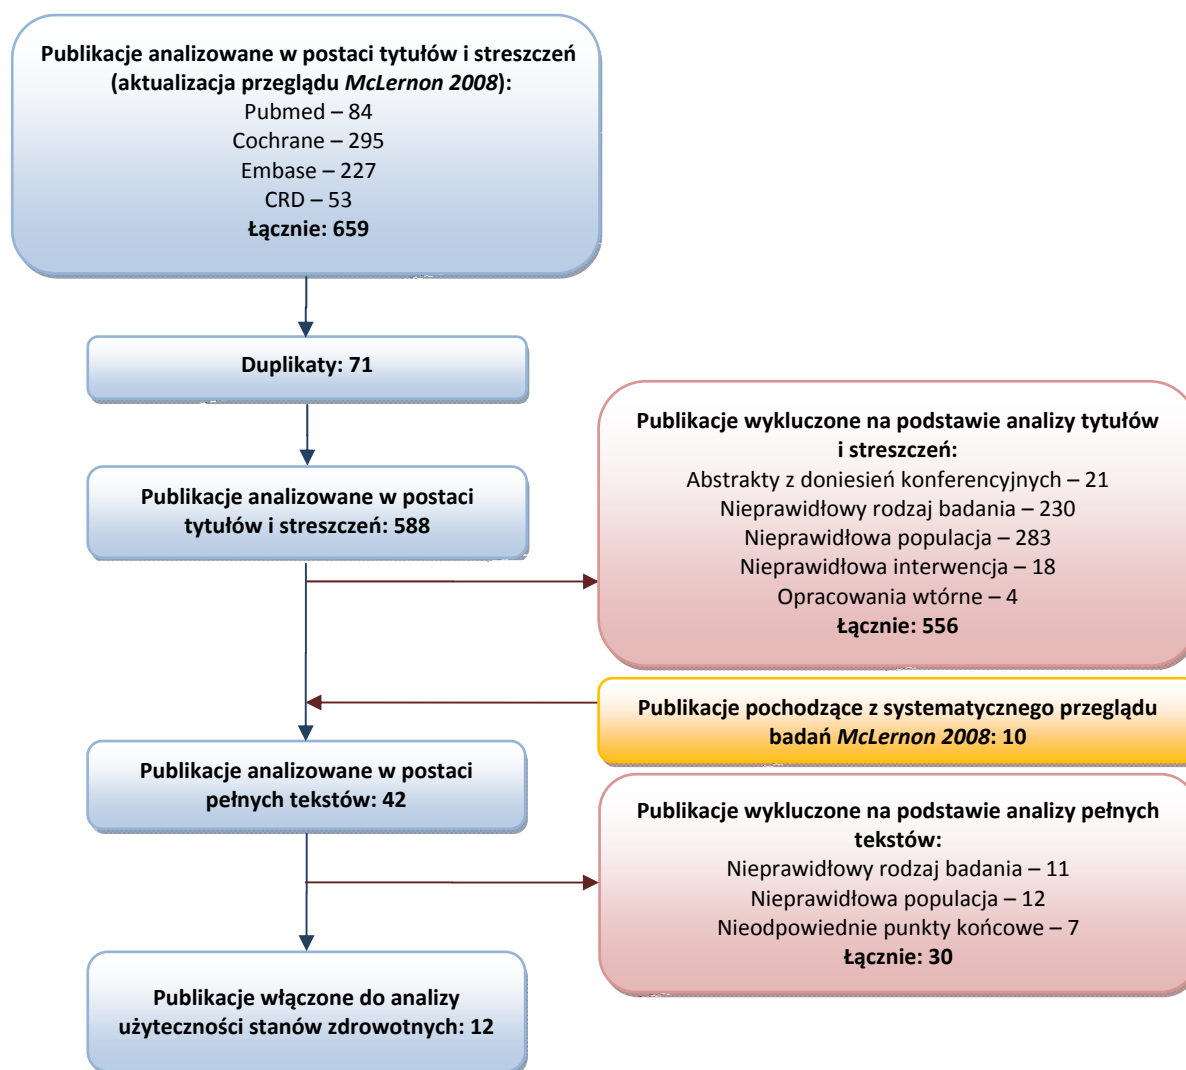 Publikacje analizowane w postaci tytułów i streszczeń
(aktualizacja przeglądu McLernon 2008):
Pubmed – 84
Cochrane – 295
Embase – 227
CRD – 53
Łącznie: 659
Duplikaty: 71
Publikacje analizowane w postaci
tytułów i streszczeń: 588
Publikacje wykluczone na podstawie analizy tytułów
i streszczeń:
Abstrakty z doniesień konferencyjnych – 21
Nieprawidłowy rodzaj badania – 230
Nieprawidłowa populacja – 283
Nieprawidłowa interwencja – 18
Opracowania wtórne – 4
Łącznie: 556
Publikacje pochodzące z systematycznego przeglądu
badań McLernon 2008: 10
Publikacje analizowane w postaci
pełnych tekstów: 42
Publikacje wykluczone na podstawie analizy pełnych
tekstów:
Nieprawidłowy rodzaj badania – 11
Nieprawidłowa populacja – 12
Nieodpowiednie punkty końcowe – 7
Łącznie: 30
Publikacje włączone do analizy
użyteczności stanów zdrowotnych: 12